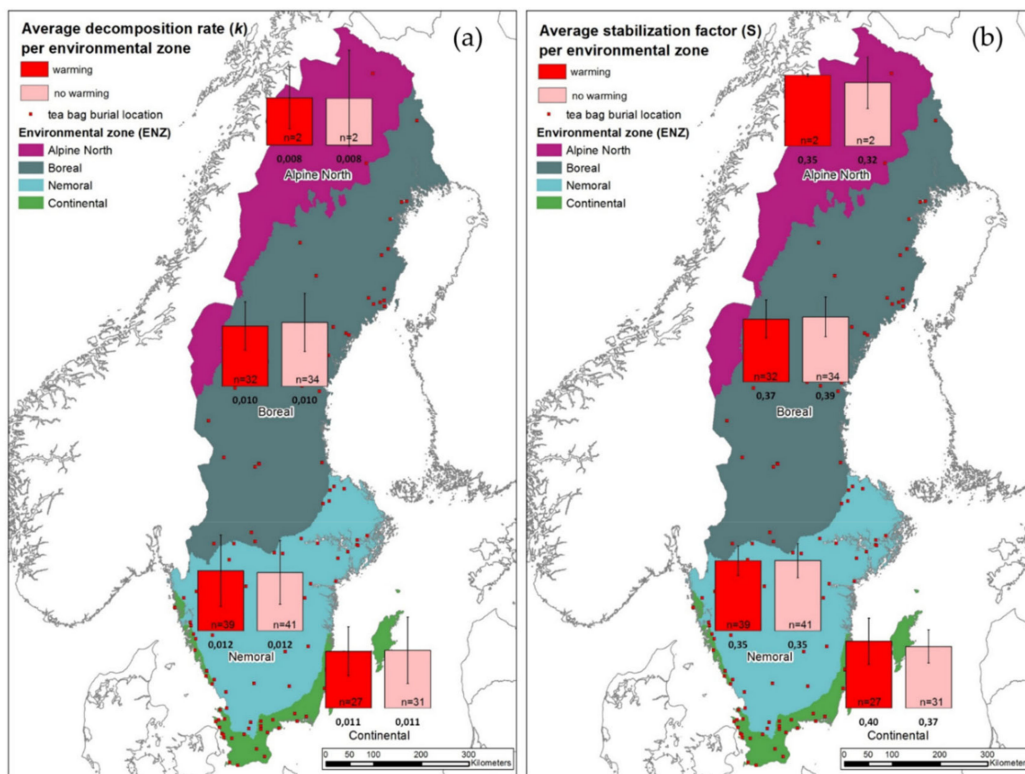 Average decomposition rate (k)
per environmental zone
warming
no warming
tea bag burial location
Environmental zone (ENZ)
Alpine North
Boreal
Nemoral
Continental
(a)
n=2
n=2
0,008
0,008
Alpine North
n=32
n=34
0,010
0,010
Boreal
n=39
n=41
0,012
0,012
Nemoral
n=27
n=31
0,011
0,011
Continental
0 50 100 200 300
Kilometers
Average stabilization factor (S)
per environmental zone
warming
no warming
tea bag burial location
Environmental zone (ENZ)
Alpine North
Boreal
Nemoral
Continental
(b)
n=2
n=2
0,35
0,32
Alpine North
n=32
n=34
0,37
0,39
Boreal
n=39
n=41
0,35
0,35
Nemoral
n=27
n=31
0,40
0,37
Continental
0 50 100 200 300
Kilometers